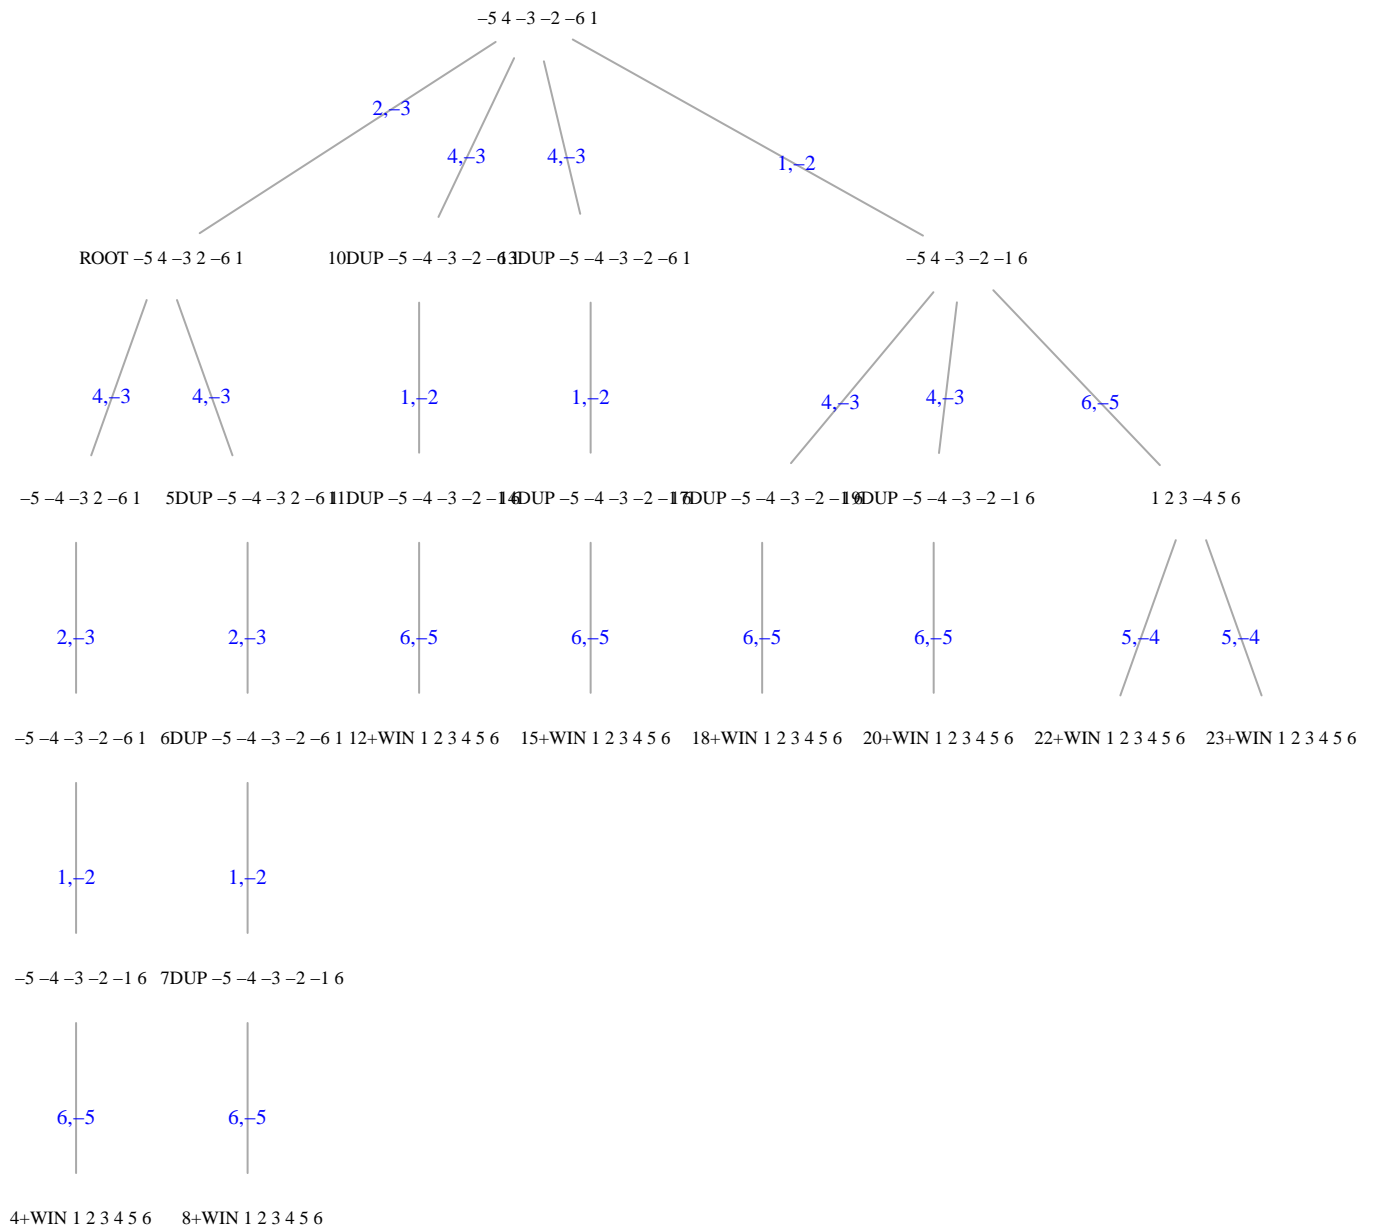 −5 4 −3 −2 −6 1
2,−3
4,−3
4,−3
1,−2
ROOT −5 4 −3 2 −6 1
10DUP −5 −4 −3 −2 −6 1
13DUP −5 −4 −3 −2 −6 1
−5 4 −3 −2 −1 6
4,−3
4,−3
1,−2
1,−2
4,−3
4,−3
6,−5
−5 −4 −3 2 −6 1
5DUP −5 −4 −3 2 −6 1
11DUP −5 −4 −3 −2 −1 6
14DUP −5 −4 −3 −2 −1 6
17DUP −5 −4 −3 −2 −1 6
19DUP −5 −4 −3 −2 −1 6
1 2 3 −4 5 6
2,−3
2,−3
6,−5
6,−5
6,−5
6,−5
5,−4
5,−4
−5 −4 −3 −2 −6 1
6DUP −5 −4 −3 −2 −6 1
12+WIN 1 2 3 4 5 6
15+WIN 1 2 3 4 5 6
18+WIN 1 2 3 4 5 6
20+WIN 1 2 3 4 5 6
22+WIN 1 2 3 4 5 6
23+WIN 1 2 3 4 5 6
1,−2
1,−2
−5 −4 −3 −2 −1 6
7DUP −5 −4 −3 −2 −1 6
6,−5
6,−5
4+WIN 1 2 3 4 5 6
8+WIN 1 2 3 4 5 6